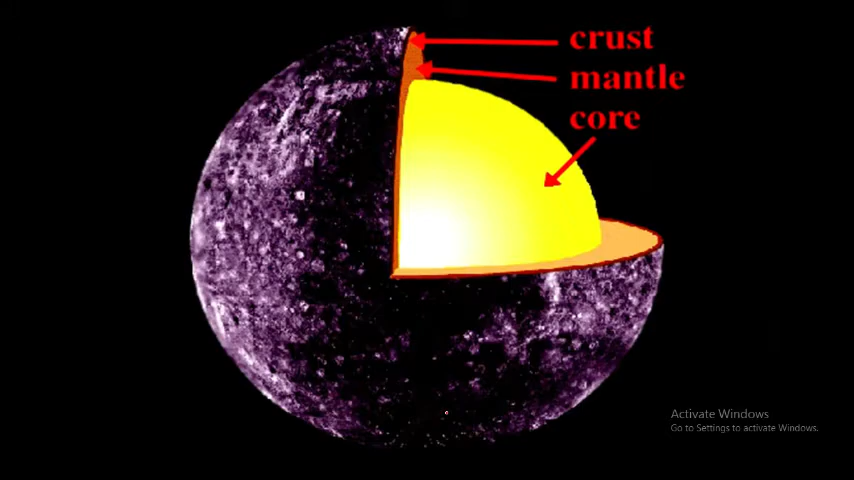 crust
mantle
core
Activate Windows
Go to Settings to activate Windows.